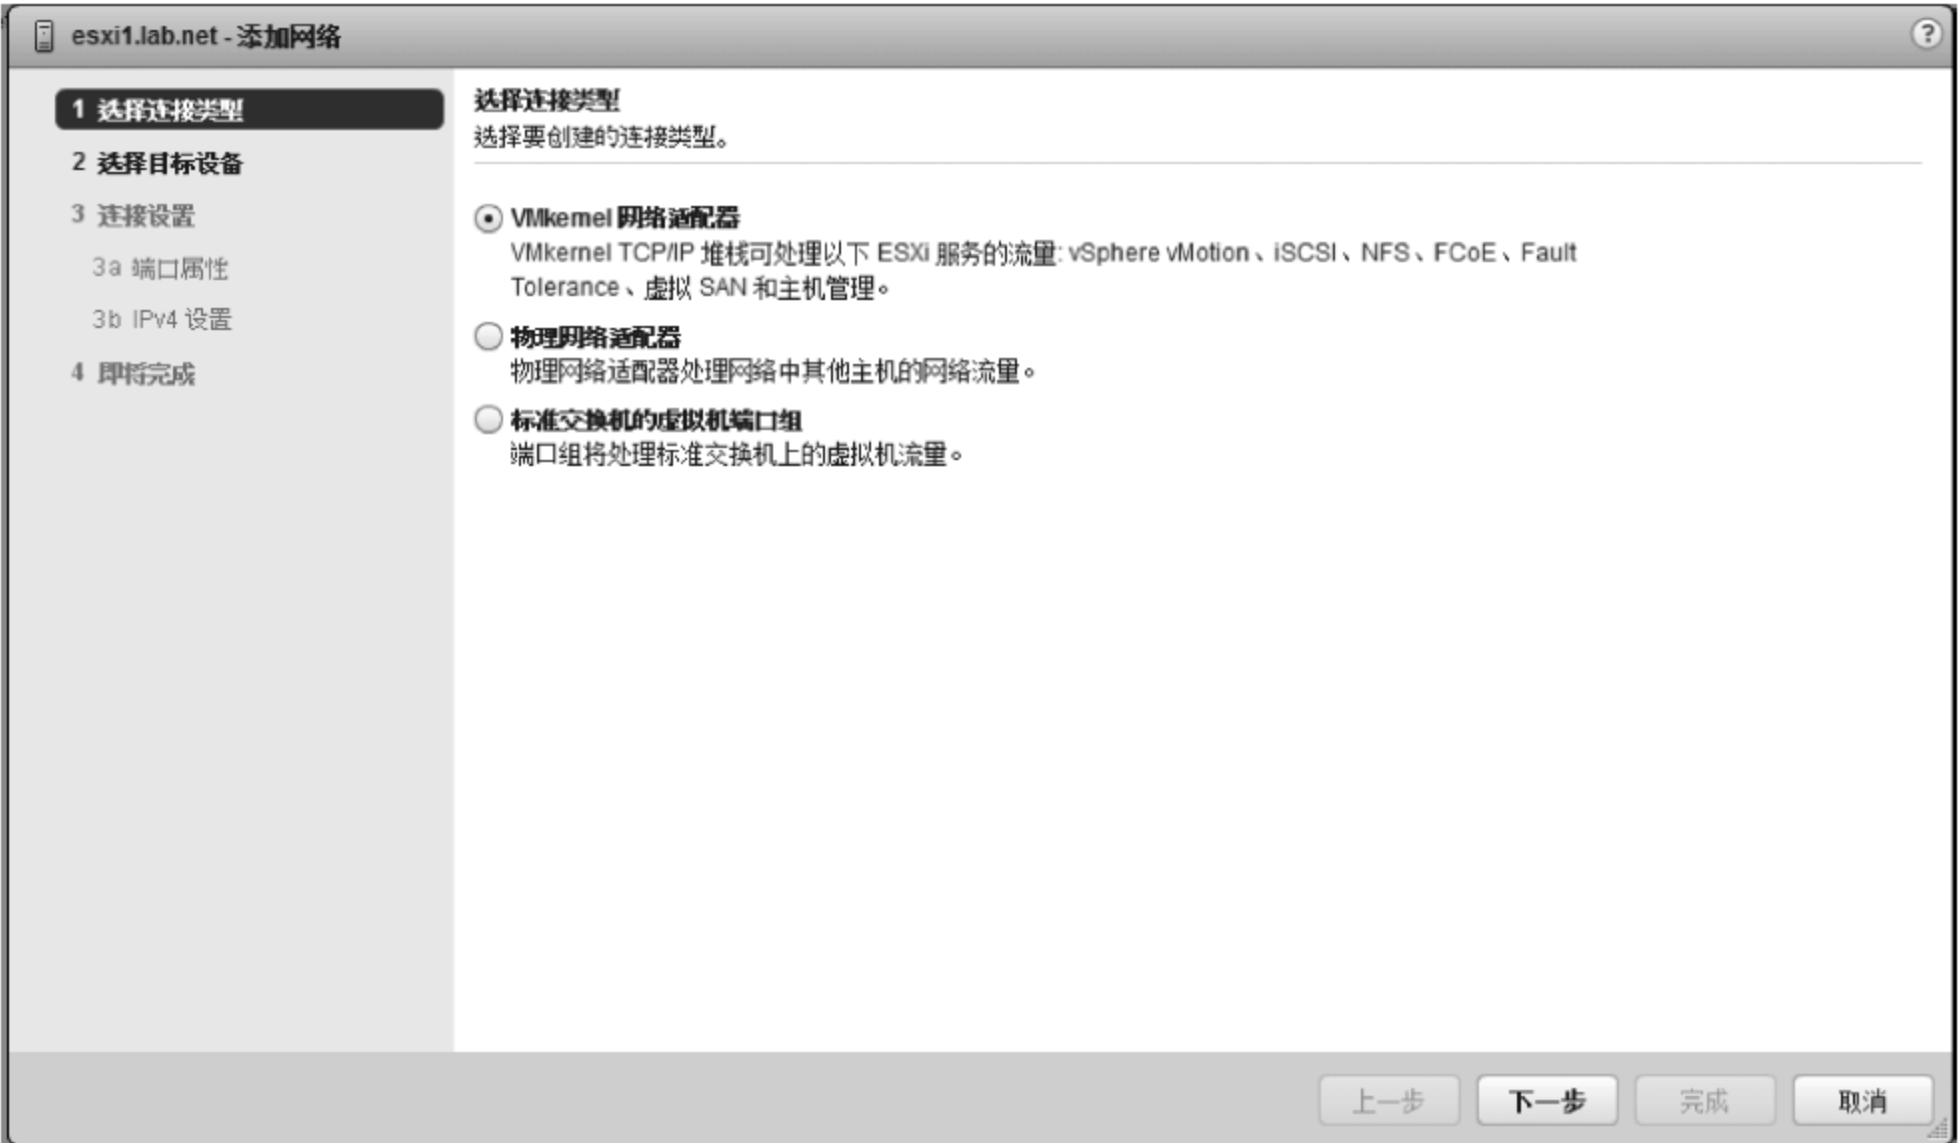 esxi1.lab.net - 添加网络
?
1 选择连接类型
2 选择目标设备
3 连接设置
3a 端口属性
3b IPv4 设置
4 即将完成
选择连接类型
选择要创建的连接类型。
VMkernel 网络适配器
VMkernel TCP/IP 堆栈可处理以下 ESXi 服务的流量: vSphere vMotion、iSCSI、NFS、FCoE、Fault
Tolerance、虚拟 SAN 和主机管理。
物理网络适配器
物理网络适配器处理网络中其他主机的网络流量。
标准交换机的虚拟机端口组
端口组将处理标准交换机上的虚拟机流量。
上一步 下一步 完成 取消